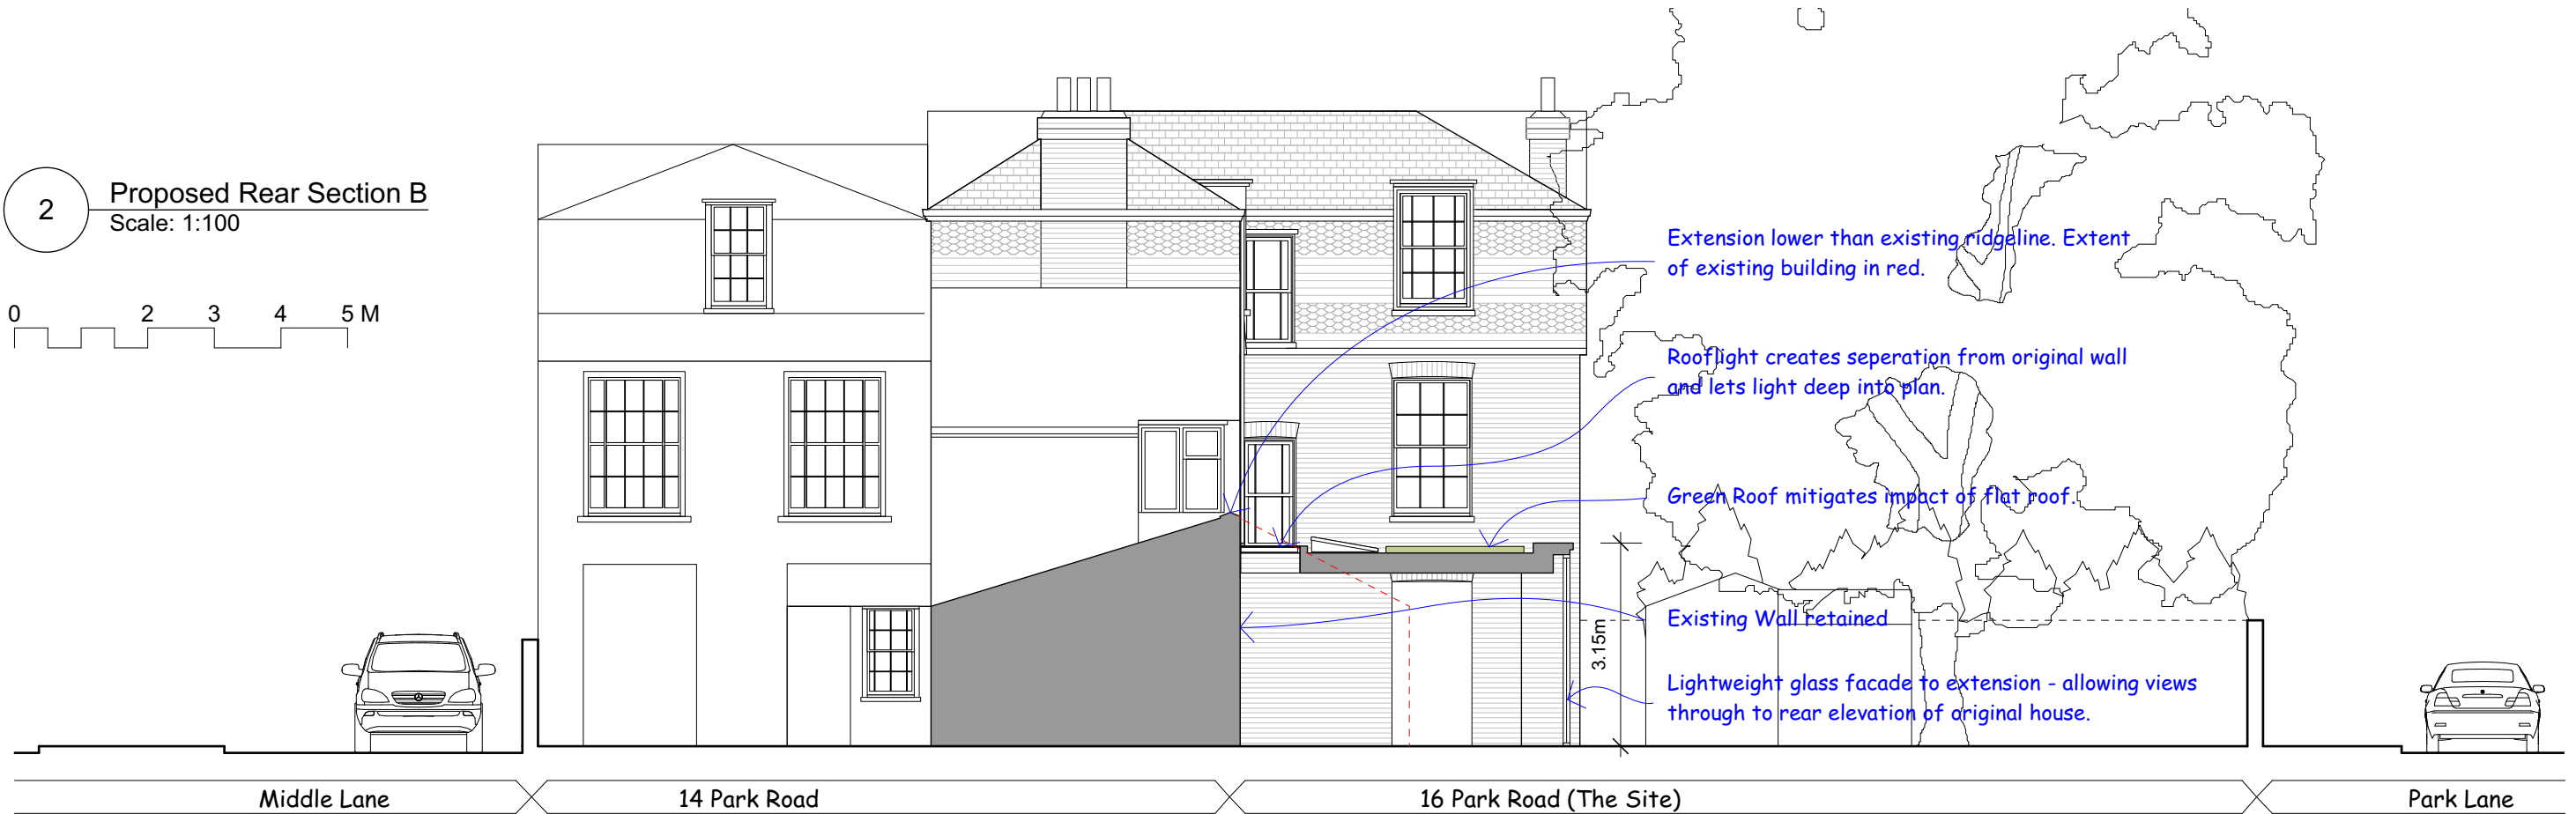 2
Proposed Rear Section B
Scale: 1:100
0 2 3 4 5 M
Extension lower than existing ridgeline. Extent
of existing building in red.
Rooflight creates seperation from original wall
and lets light deep into plan.
Green Roof mitigates impact of flat roof.
Existing Wall retained
3.15m
Lightweight glass facade to extension - allowing views
through to rear elevation of original house.
Middle Lane
14 Park Road
16 Park Road (The Site)
Park Lane